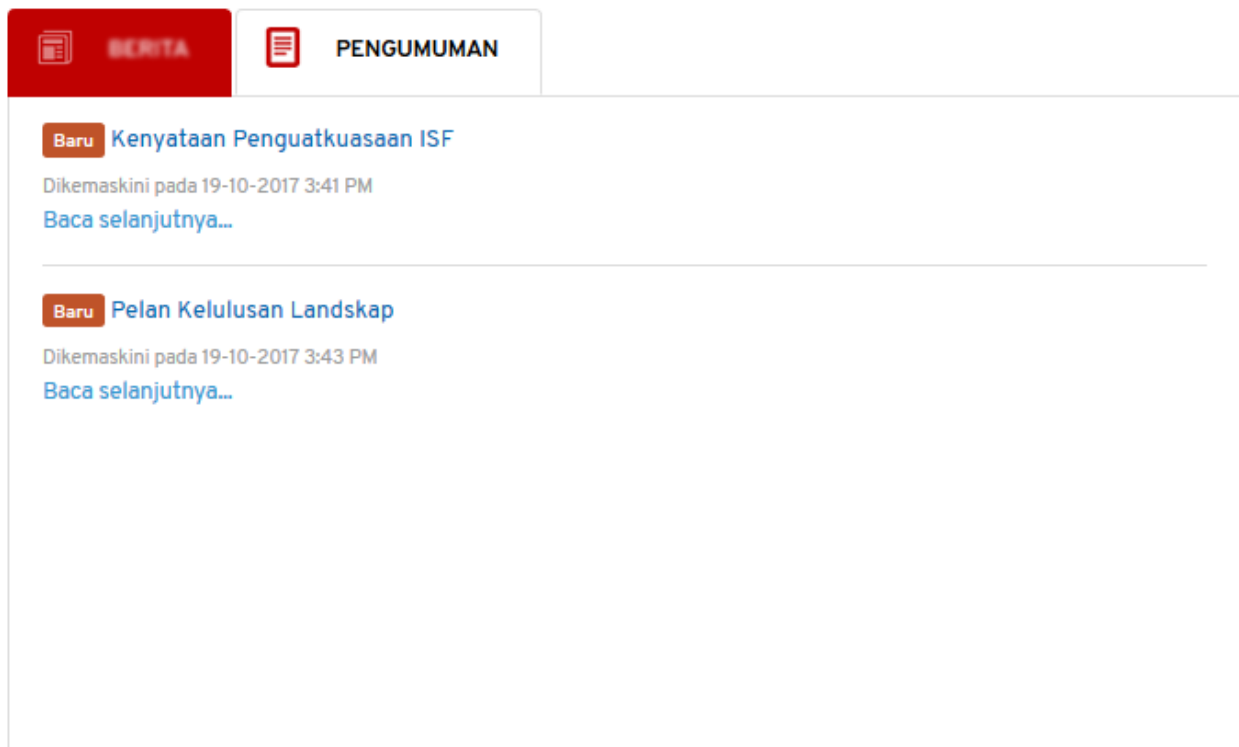 BERITA
PENGUMUMAN
Baru Kenyataan Penguatkuasaan ISF
Dikemaskini pada 19-10-2017 3:41 PM
Baca selanjutnya...
Baru Pelan Kelulusan Landskap
Dikemaskini pada 19-10-2017 3:43 PM
Baca selanjutnya...